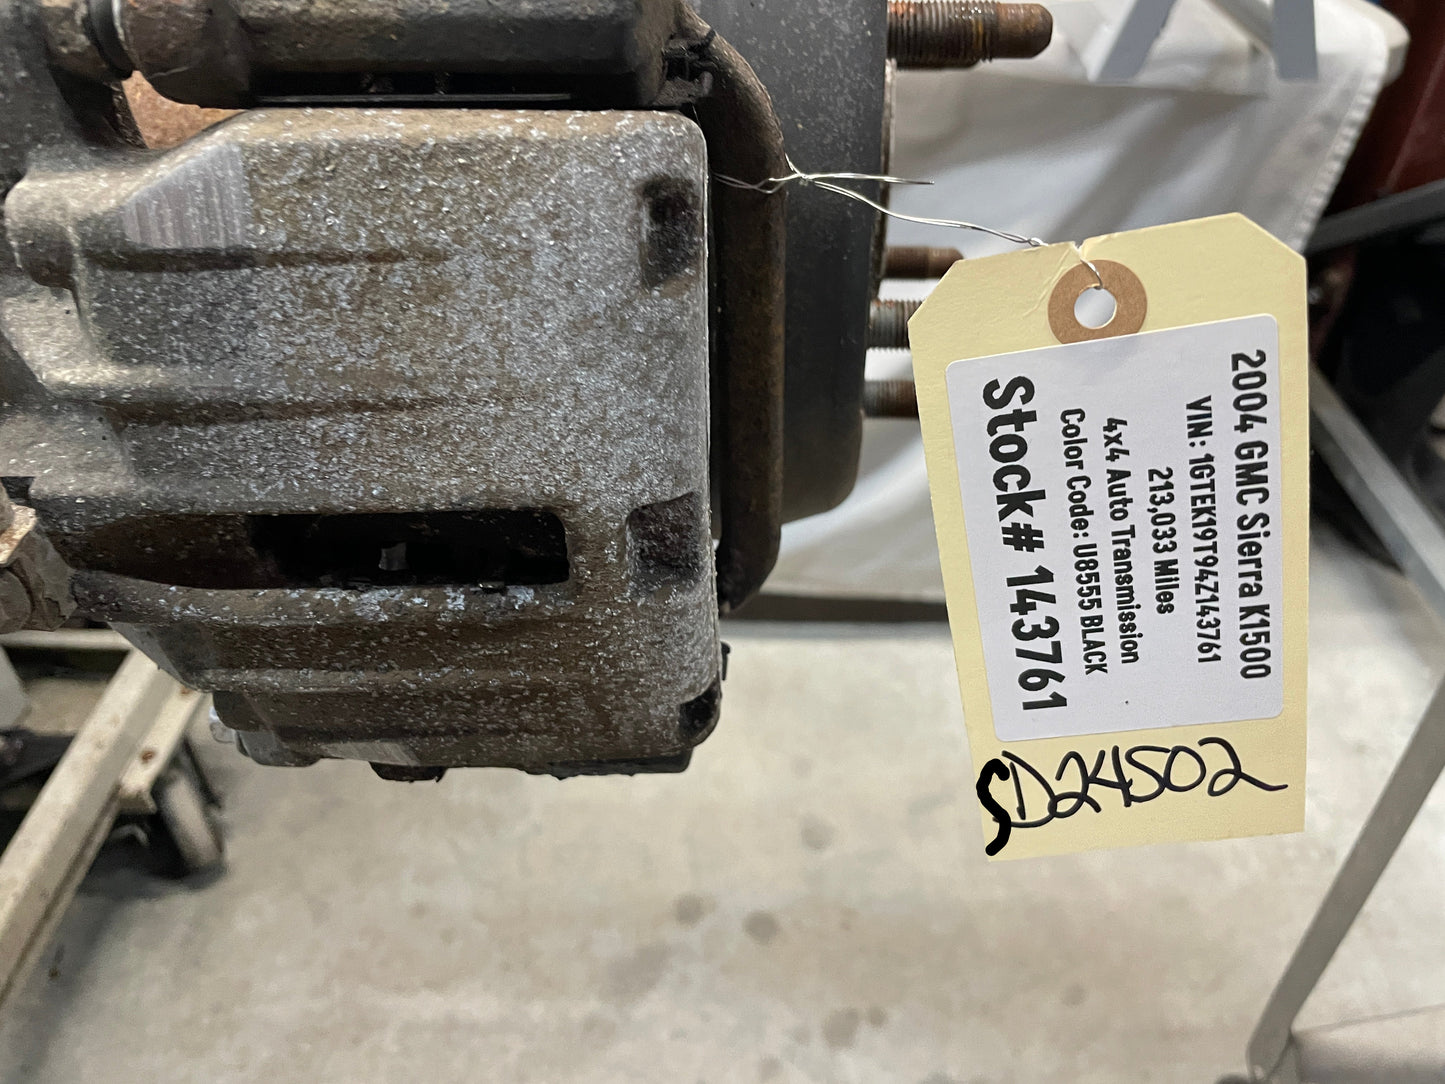 2004 GMC Sierra K1500
VIN: 1GTEK19T94Z143761
213,033 Miles
4x4 Auto Transmission
Color Code: U8555 BLACK
Stock# 143761
SD24502